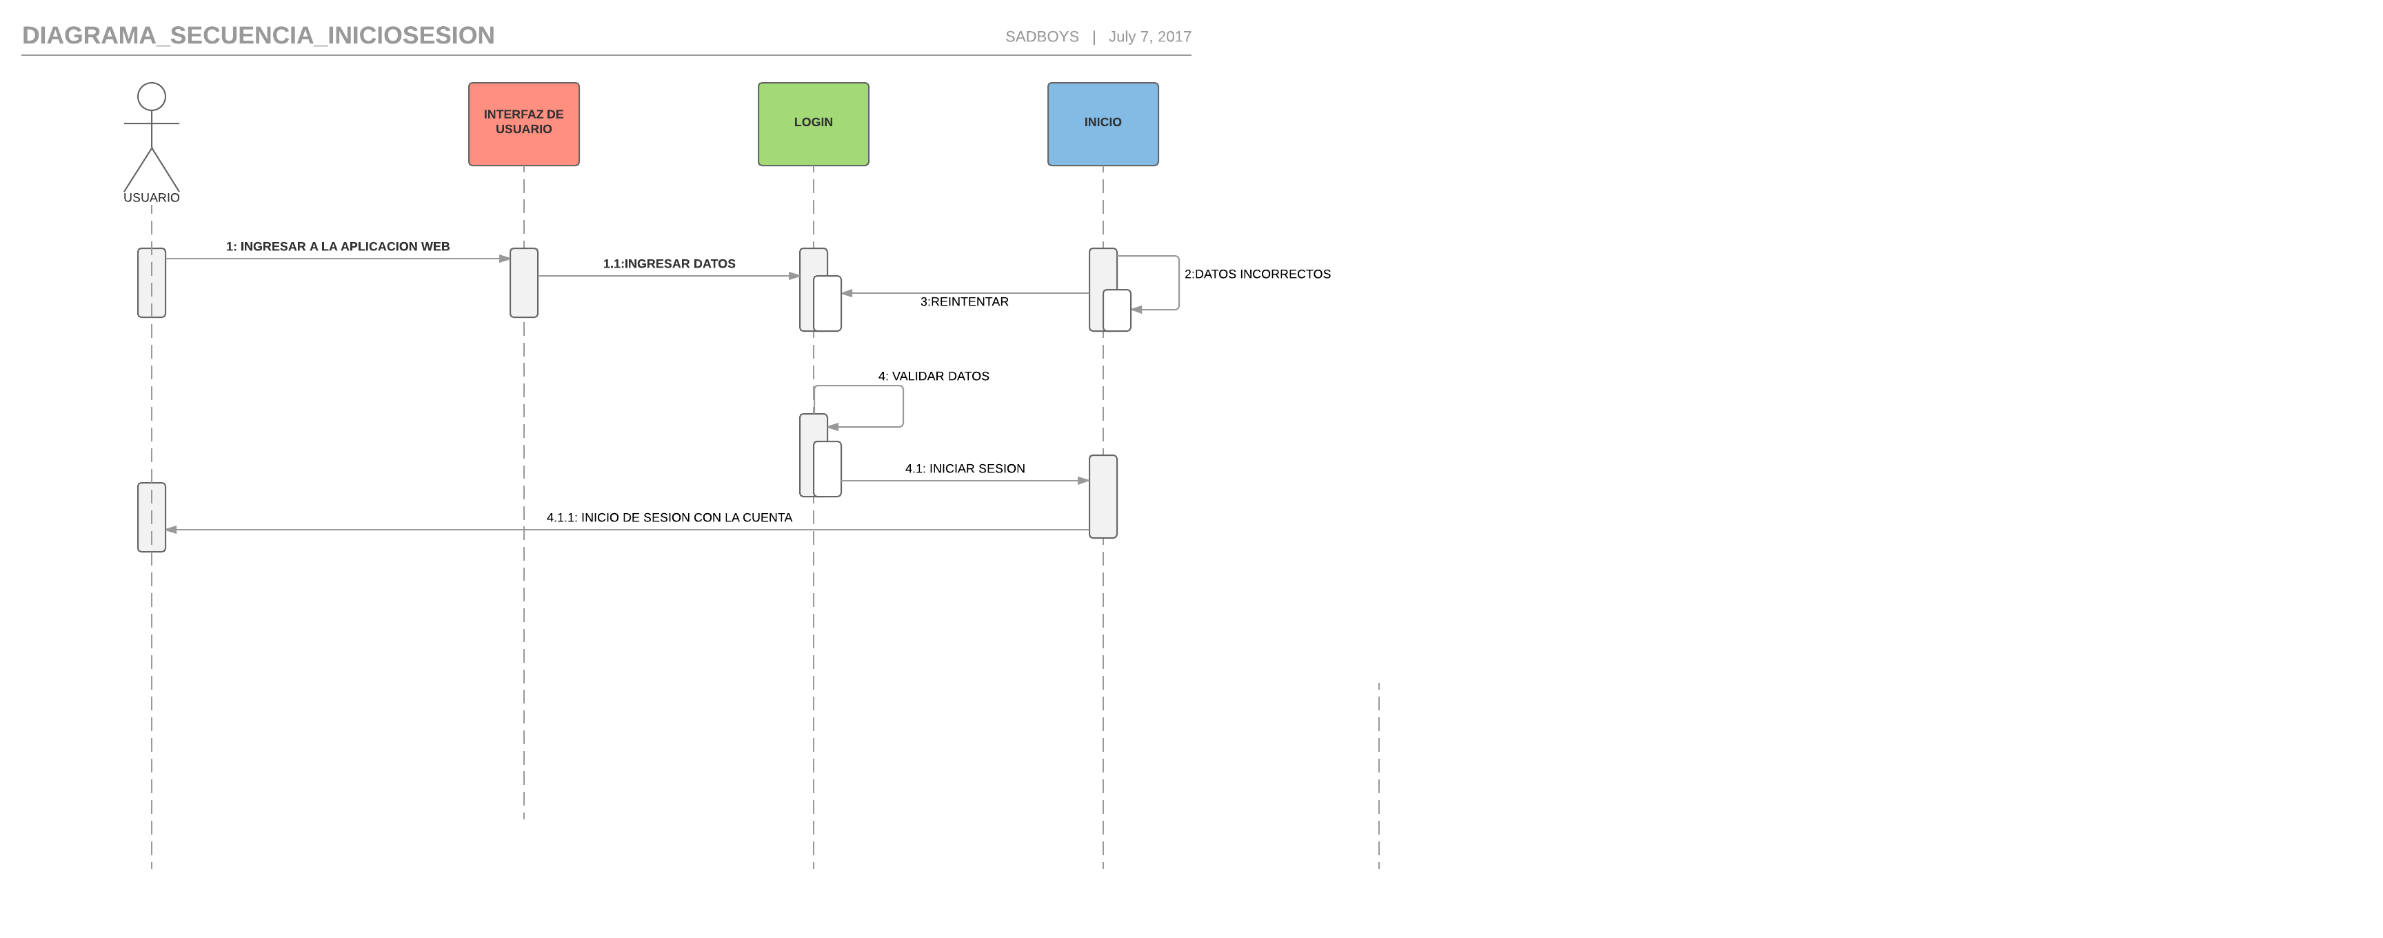 DIAGRAMA_SECUENCIA_INICIOSESION
SADBOYS | July 7, 2017
INTERFAZ DE
USUARIO
LOGIN
INICIO
USUARIO
1: INGRESAR A LA APLICACION WEB
1.1:INGRESAR DATOS
2:DATOS INCORRECTOS
3:REINTENTAR
4: VALIDAR DATOS
4.1: INICIAR SESION
4.1.1: INICIO DE SESION CON LA CUENTA